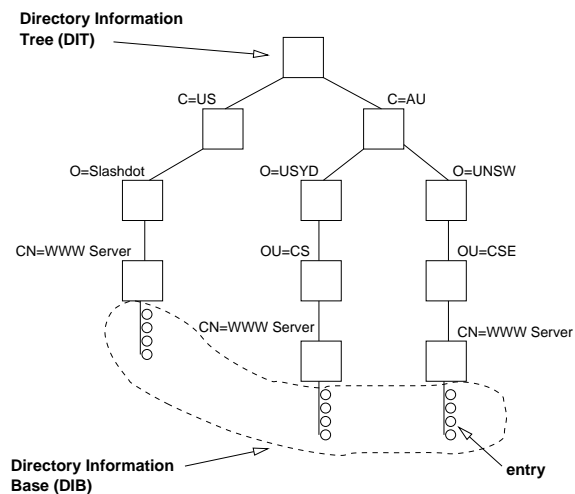 Directory Information
Tree (DIT)
C=US
C=AU
O=Slashdot
O=USYD
O=UNSW
CN=WWW Server
OU=CS
OU=CSE
CN=WWW Server
CN=WWW Server
Directory Information
Base (DIB)
entry